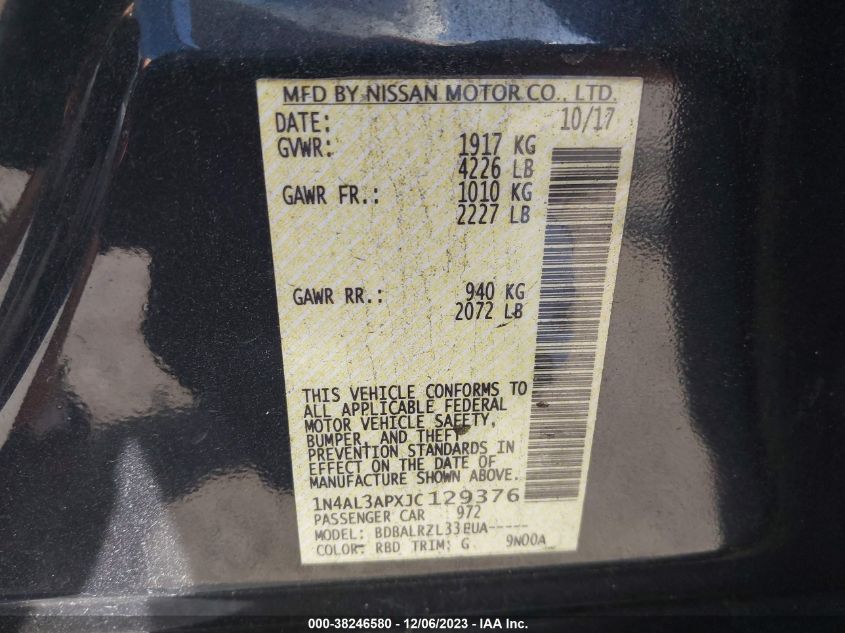 MFD BY NISSAN MOTOR CO., LTD.
DATE: 10/17
GVWR: 1917 KG
4226 LB
GAWR FR.: 1010 KG
2227 LB
GAWR RR.: 940 KG
2072 LB
THIS VEHICLE CONFORMS TO
ALL APPLICABLE FEDERAL
MOTOR VEHICLE SAFETY,
BUMPER, AND THEFT
PREVENTION STANDARDS IN
EFFECT ON THE DATE OF
MANUFACTURE SHOWN ABOVE.
1N4AL3APXJC129376
PASSENGER CAR 972
MODEL: BDBALRZL33EUA-----
COLOR: RBD TRIM: G 9N00A
000-38246580 - 12/06/2023 - IAA Inc.